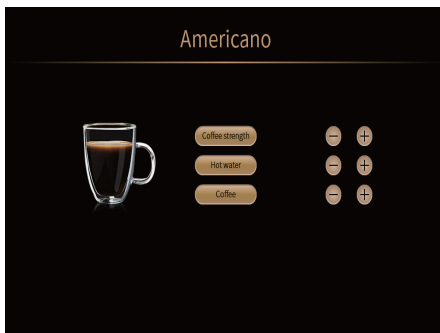 Americano
Coffee strength − +
Hot water − +
Coffee − +